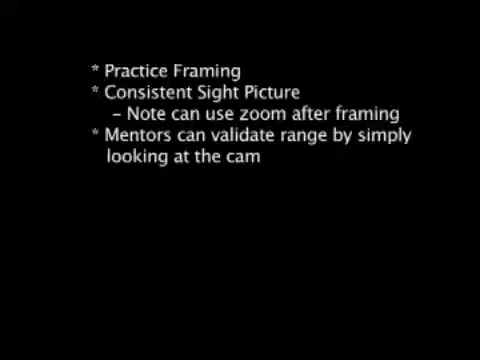 * Practice Framing
* Consistent Sight Picture
– Note can use zoom after framing
* Mentors can validate range by simply
looking at the cam